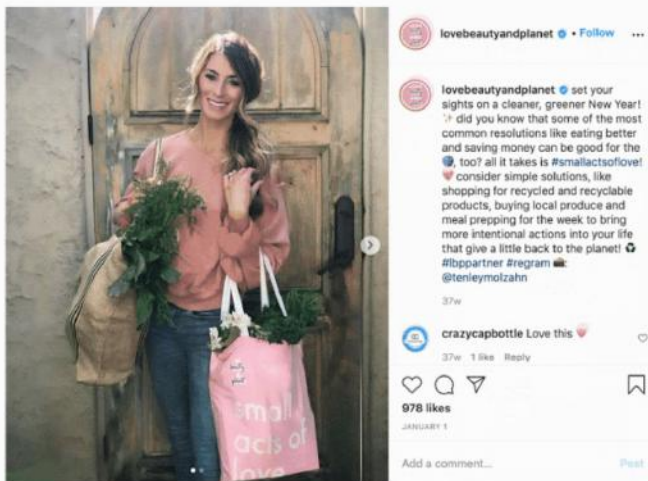 lovebeautyandplanet • Follow
lovebeautyandplanet set your
sights on a cleaner, greener New Year!
✨ did you know that some of the most
common resolutions like eating better
and saving money can be good for the
🌎, too? all it takes is #smallactsoflove!
💗 consider simple solutions, like
shopping for recycled and recyclable
products, buying local produce and
meal prepping for the week to bring
more intentional actions into your life
that give a little back to the planet! ♻️
#lbppartner #regram 📷:
@tenleymolzahn
37w
crazycapbottle Love this 💗
37w 1 like Reply
978 likes
JANUARY 1
Add a comment... Post
small
acts of
love